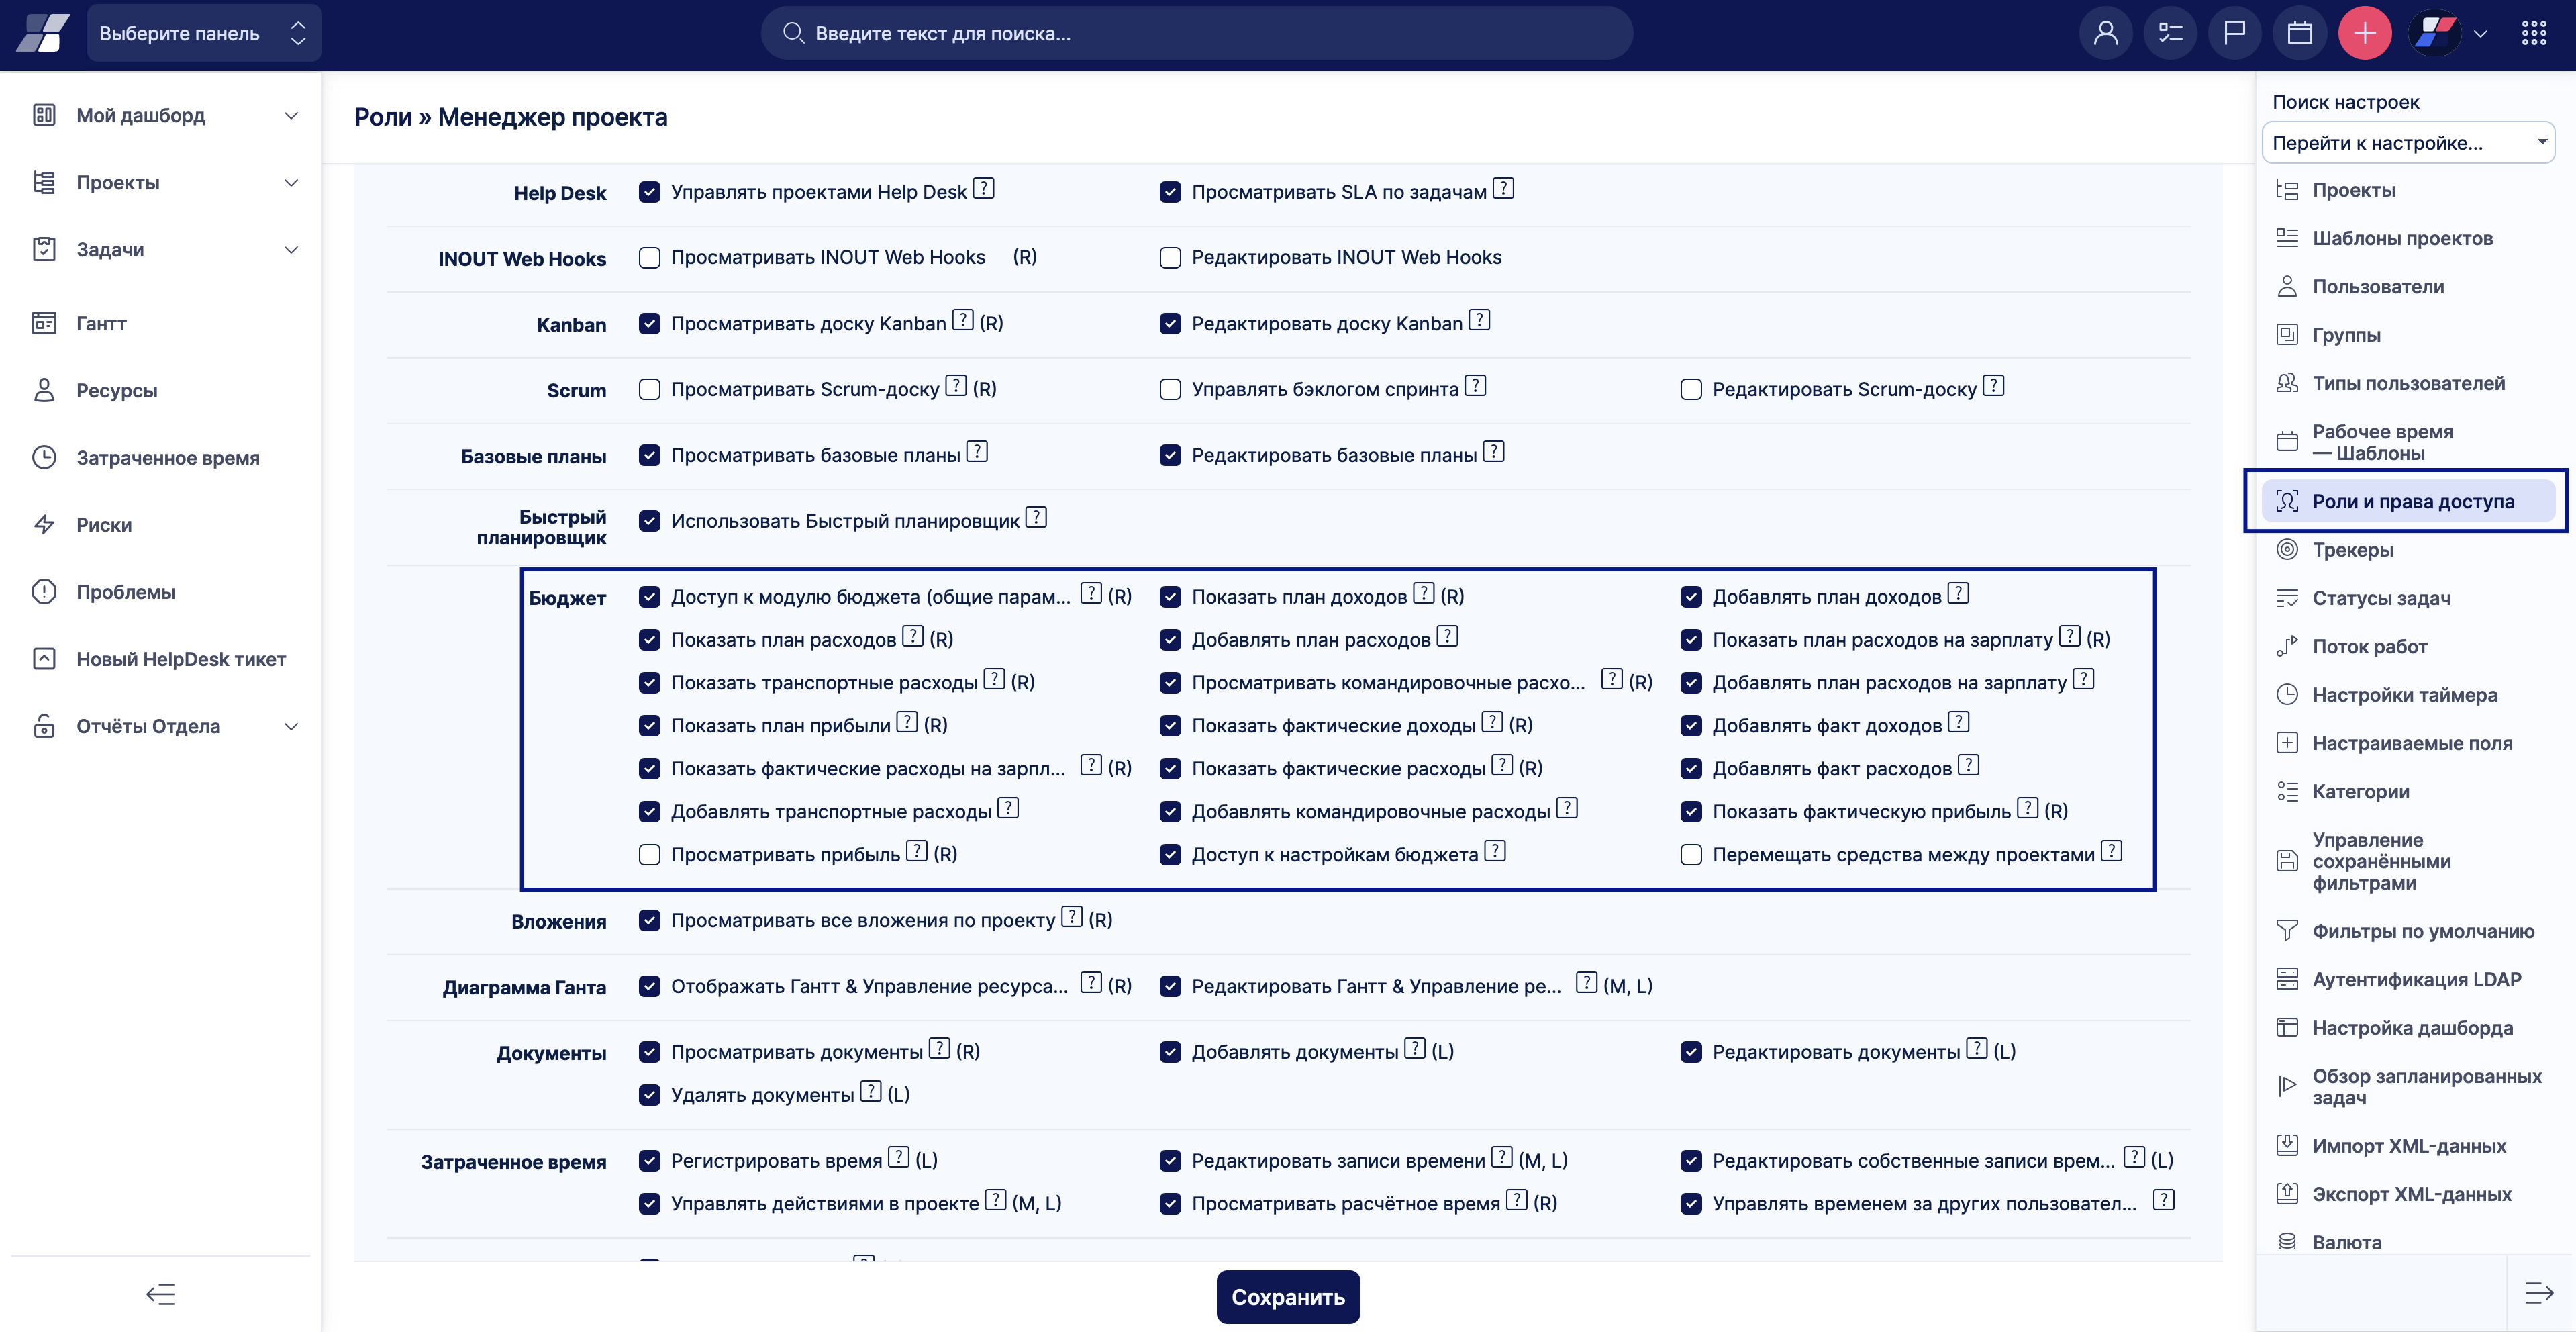 Выберите панель
Введите текст для поиска...
Мой дашборд
Проекты
Задачи
Гантт
Ресурсы
Затраченное время
Риски
Проблемы
Новый HelpDesk тикет
Отчёты Отдела
Роли » Менеджер проекта
Help Desk
Управлять проектами Help Desk ?
Просматривать SLA по задачам ?
INOUT Web Hooks
Просматривать INOUT Web Hooks (R)
Редактировать INOUT Web Hooks
Kanban
Просматривать доску Kanban ? (R)
Редактировать доску Kanban ?
Scrum
Просматривать Scrum-доску ? (R)
Управлять бэклогом спринта ?
Редактировать Scrum-доску ?
Базовые планы
Просматривать базовые планы ?
Редактировать базовые планы ?
Быстрый
планировщик
Использовать Быстрый планировщик ?
Бюджет
Доступ к модулю бюджета (общие парам... ? (R)
Показать план доходов ? (R)
Добавлять план доходов ?
Показать план расходов ? (R)
Добавлять план расходов ?
Показать план расходов на зарплату ? (R)
Показать транспортные расходы ? (R)
Просматривать командировочные расхо... ? (R)
Добавлять план расходов на зарплату ?
Показать план прибыли ? (R)
Показать фактические доходы ? (R)
Добавлять факт доходов ?
Показать фактические расходы на зарпл... ? (R)
Показать фактические расходы ? (R)
Добавлять факт расходов ?
Добавлять транспортные расходы ?
Добавлять командировочные расходы ?
Показать фактическую прибыль ? (R)
Просматривать прибыль ? (R)
Доступ к настройкам бюджета ?
Перемещать средства между проектами ?
Вложения
Просматривать все вложения по проекту ? (R)
Диаграмма Ганта
Отображать Гантт & Управление ресурса... ? (R)
Редактировать Гантт & Управление ре... ? (M, L)
Документы
Просматривать документы ? (R)
Добавлять документы ? (L)
Редактировать документы ? (L)
Удалять документы ? (L)
Затраченное время
Регистрировать время ? (L)
Редактировать записи времени ? (M, L)
Редактировать собственные записи врем... ? (L)
Управлять действиями в проекте ? (M, L)
Просматривать расчётное время ? (R)
Управлять временем за других пользовател... ?
Сохранить
Поиск настроек
Перейти к настройке...
Проекты
Шаблоны проектов
Пользователи
Группы
Типы пользователей
Рабочее время
— Шаблоны
Роли и права доступа
Трекеры
Статусы задач
Поток работ
Настройки таймера
Настраиваемые поля
Категории
Управление
сохранёнными
фильтрами
Фильтры по умолчанию
Аутентификация LDAP
Настройка дашборда
Обзор запланированных
задач
Импорт XML-данных
Экспорт XML-данных
Валюта